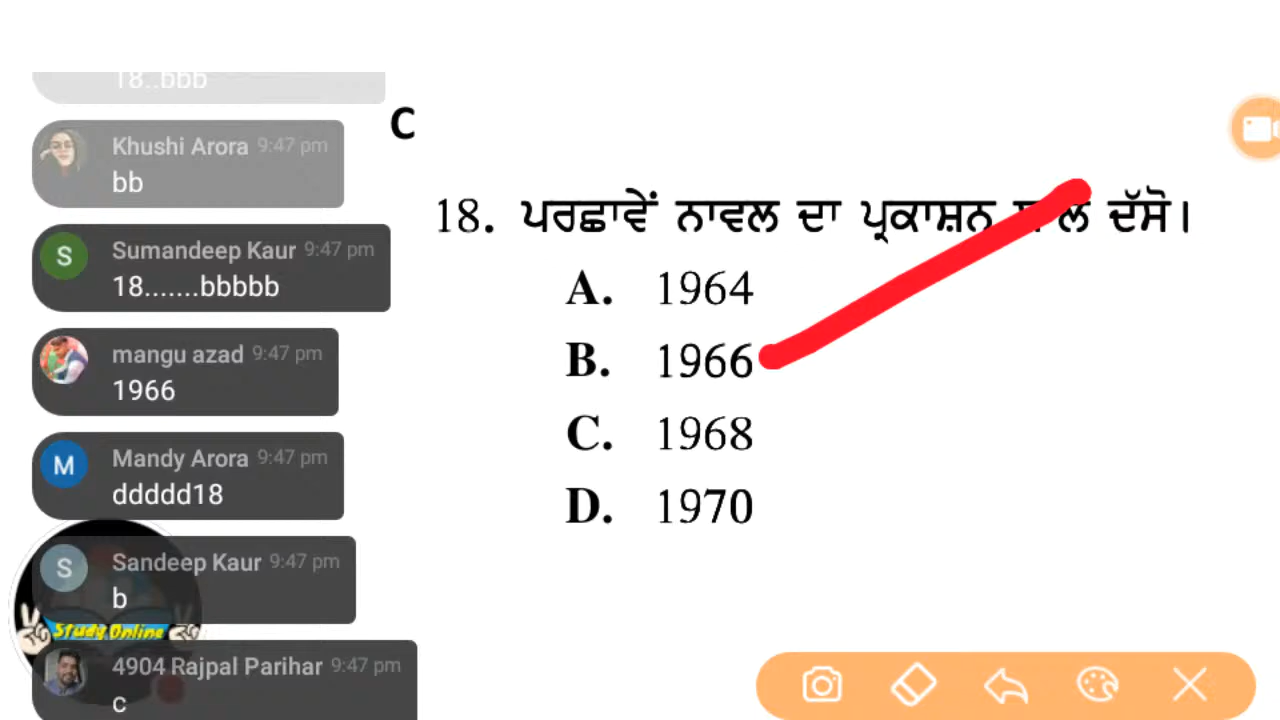 18..bbb
Khushi Arora 9:47 pm
bb
Sumandeep Kaur 9:47 pm
18.......bbbbb
mangu azad 9:47 pm
1966
Mandy Arora 9:47 pm
ddddd18
Sandeep Kaur 9:47 pm
b
Study Online
4904 Rajpal Parihar 9:47 pm
c
C
18. ਪਰਛਾਵੇਂ ਨਾਵਲ ਦਾ ਪ੍ਰਕਾਸ਼ਨ ਦੱਸੋ।
A. 1964
B. 1966
C. 1968
D. 1970